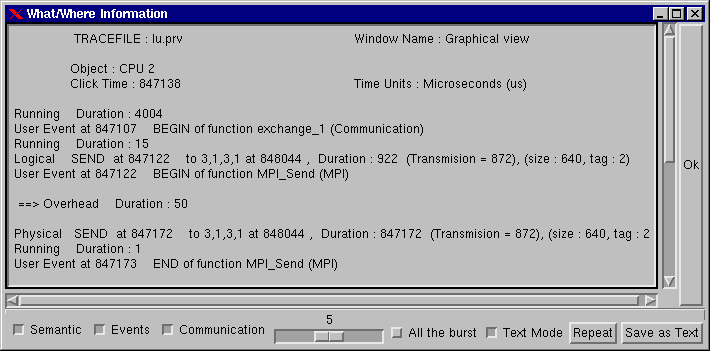 What/Where Information
TRACEFILE : lu.prv Window Name : Graphical view
Object : CPU 2
Click Time : 847138 Time Units : Microseconds (us)
Running Duration : 4004
User Event at 847107 BEGIN of function exchange_1 (Communication)
Running Duration : 15
Logical SEND at 847122 to 3,1,3,1 at 848044 , Duration : 922 (Transmision = 872), (size : 640, tag : 2)
User Event at 847122 BEGIN of function MPI_Send (MPI)
==> Overhead Duration : 50
Physical SEND at 847172 to 3,1,3,1 at 848044 , Duration : 847172 (Transmision = 872), (size : 640, tag : 2
Running Duration : 1
User Event at 847173 END of function MPI_Send (MPI)
Ok
5
Semantic Events Communication All the burst Text Mode Repeat Save as Text